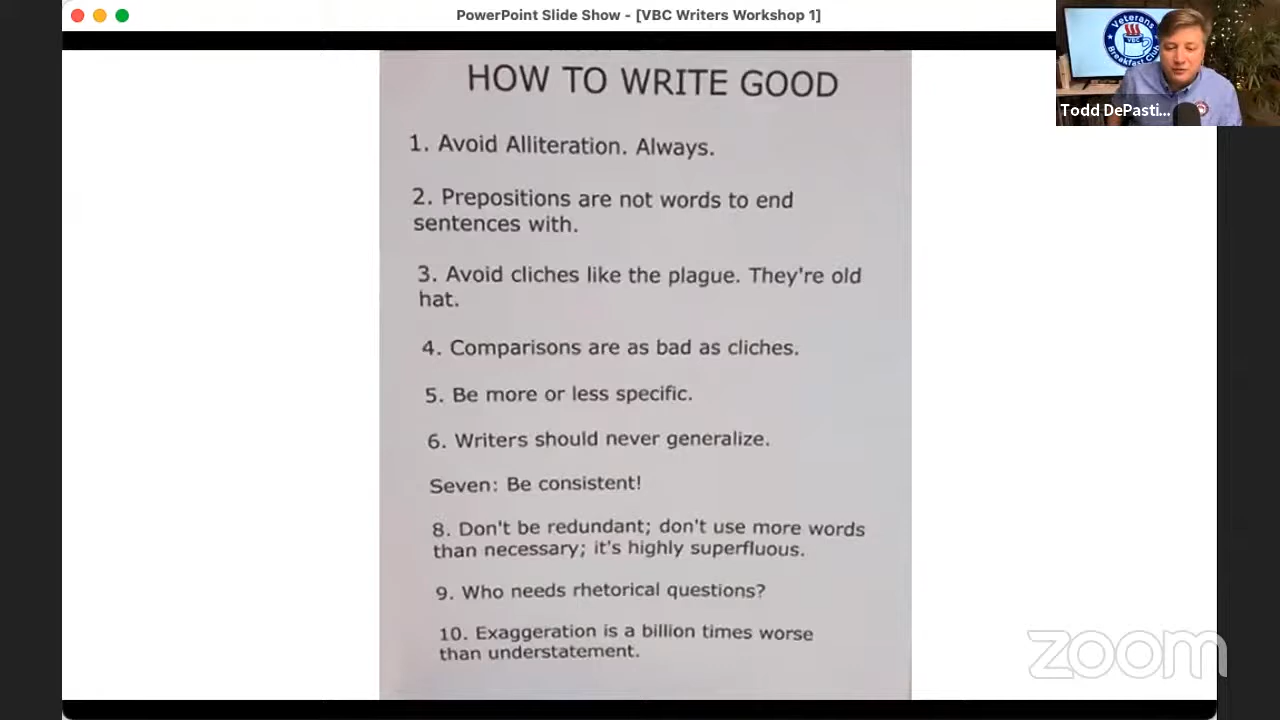 PowerPoint Slide Show - [VBC Writers Workshop 1]
Veterans
VBC
Breakfast Club
Todd DePasti...
HOW TO WRITE GOOD
1. Avoid Alliteration. Always.
2. Prepositions are not words to end
sentences with.
3. Avoid cliches like the plague. They're old
hat.
4. Comparisons are as bad as cliches.
5. Be more or less specific.
6. Writers should never generalize.
Seven: Be consistent!
8. Don't be redundant; don't use more words
than necessary; it's highly superfluous.
9. Who needs rhetorical questions?
10. Exaggeration is a billion times worse
than understatement.
zoom